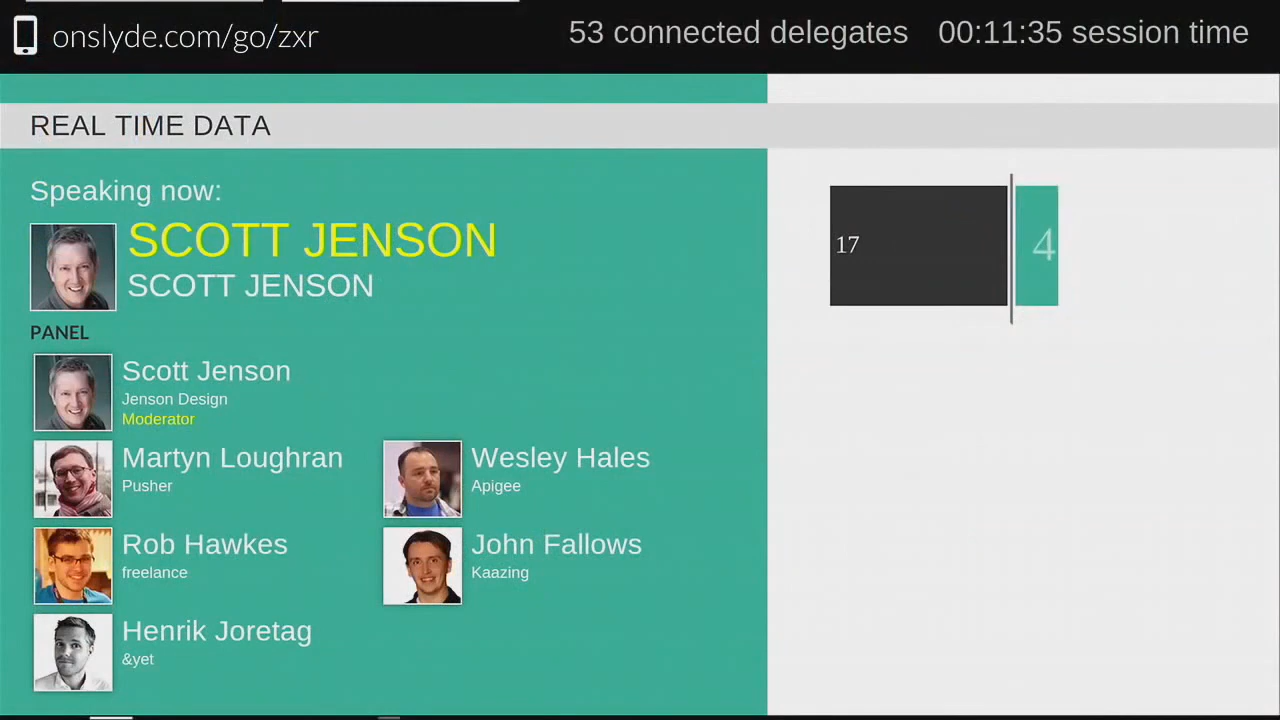 onslyde.com/go/zxr
53 connected delegates 00:11:35 session time
REAL TIME DATA
Speaking now:
SCOTT JENSON
SCOTT JENSON
17
4
PANEL
Scott Jenson
Jenson Design
Moderator
Martyn Loughran
Pusher
Wesley Hales
Apigee
Rob Hawkes
freelance
John Fallows
Kaazing
Henrik Joretag
&yet